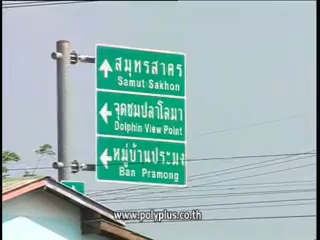 สมุทรสาคร
Samut Sakhon
จุดชมปลาโลมา
Dolphin View Point
หมู่บ้านประมง
Ban Pramong
www.polyplus.co.th